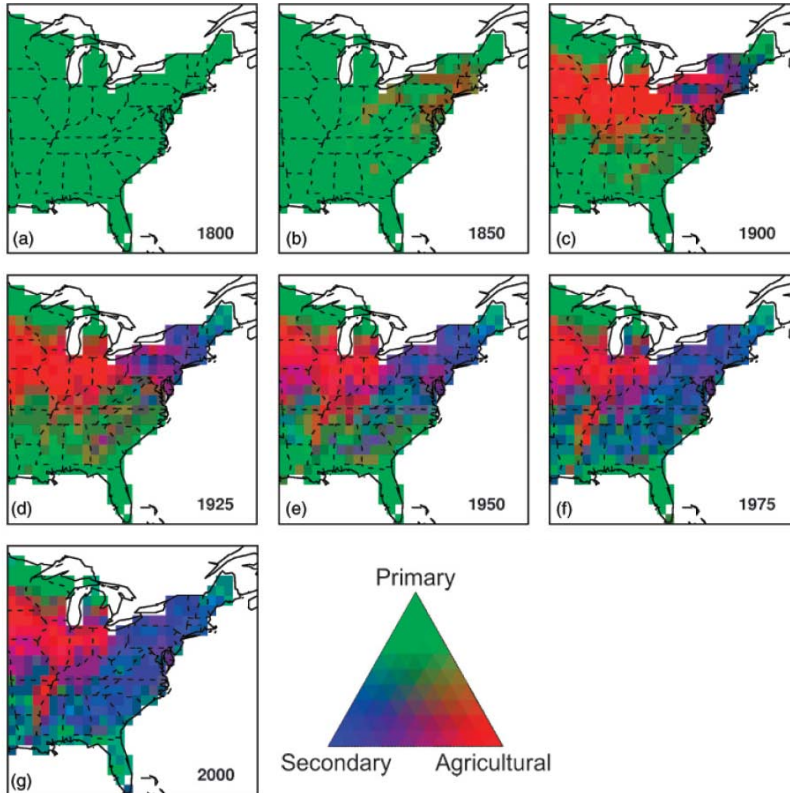 (a) 1800
(b) 1850
(c) 1900
(d) 1925
(e) 1950
(f) 1975
(g) 2000
Primary
Secondary Agricultural